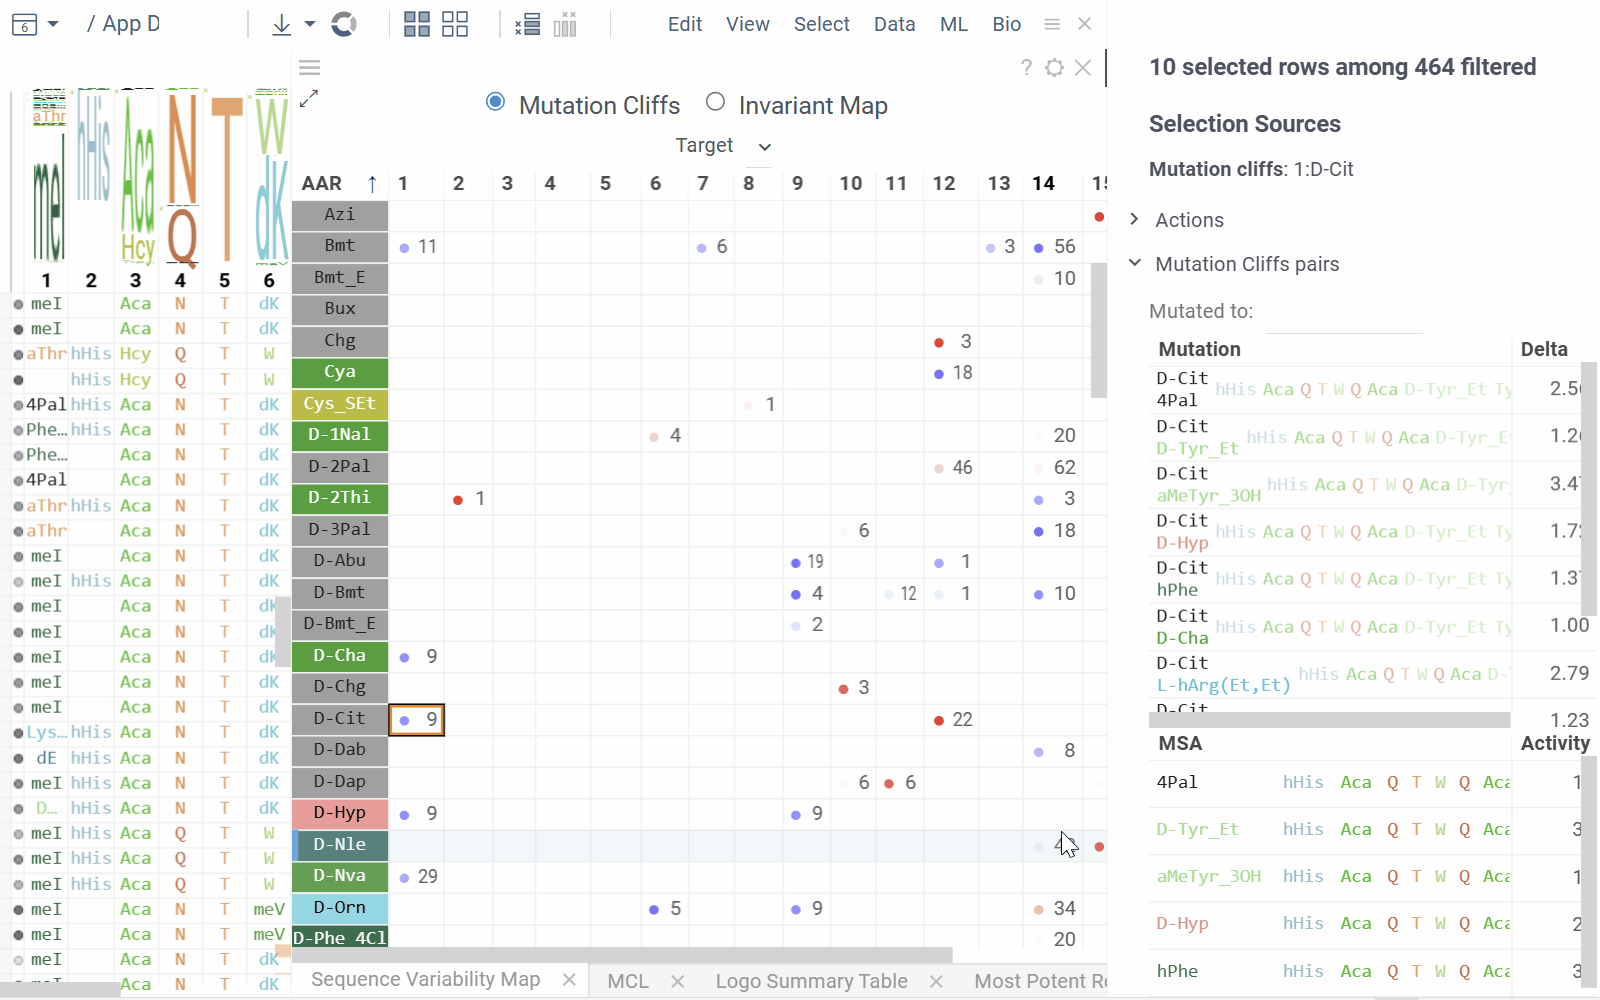 6 / App D Edit View Select Data ML Bio
? 
Mutation Cliffs Invariant Map
Target
AAR ↑ 1 2 3 4 5 6 7 8 9 10 11 12 13 14 15
Azi
Bmt 11 6 3 56
Bmt_E 10
Bux
Chg 3
Cya 18
Cys_SEt 1
D-1Nal 4 20
D-2Pal 46 62
D-2Thi 1 3
D-3Pal 6 18
D-Abu 19 1
D-Bmt 4 12 1 10
D-Bmt_E 2
D-Cha 9
D-Chg 3
D-Cit 9 22
D-Dab 8
D-Dap 6 6
D-Hyp 9 9
D-Nle
D-Nva 29
D-Orn 5 9 34
D-Phe_4Cl 20
Sequence Variability Map MCL Logo Summary Table Most Potent Re
aThr hHis Aca N T W
meI Hcy Q dK
1 2 3 4 5 6
meI Aca N T dK
meI Aca N T dK
aThr hHis Hcy Q T W
hHis Hcy Q T W
4Pal hHis Aca N T dK
Phe... hHis Aca N T dK
Phe... Aca N T dK
4Pal Aca N T dK
aThr hHis Aca N T dK
aThr Aca N T dK
meI Aca N T dK
meI hHis Aca N T dK
meI Aca N T dK
meI Aca N T dK
meI Aca N T dK
meI Aca N T dK
meI Aca N T dK
Lys... hHis Aca N T dK
dE hHis Aca N T dK
meI hHis Aca N T dK
D... hHis Aca N T dK
meI hHis Aca Q T W
meI hHis Aca Q T W
meI hHis Aca Q T W
meI Aca N T meV
meI Aca N T meV
meI Aca N T dK
meI Aca N T dK
10 selected rows among 464 filtered
Selection Sources
Mutation cliffs: 1:D-Cit
Actions
Mutation Cliffs pairs
Mutated to:
Mutation Delta
D-Cit
4Pal hHis Aca Q T W Q Aca D-Tyr_Et Ty 2.5
D-Cit
D-Tyr_Et hHis Aca Q T W Q Aca D-Tyr_E 1.2
D-Cit
aMeTyr_3OH hHis Aca Q T W Q Aca D-Tyr 3.4
D-Cit
D-Hyp hHis Aca Q T W Q Aca D-Tyr_Et Ty 1.7
D-Cit
hPhe hHis Aca Q T W Q Aca D-Tyr_Et Ty 1.3
D-Cit
D-Cha hHis Aca Q T W Q Aca D-Tyr_Et Ty 1.00
D-Cit
L-hArg(Et,Et) hHis Aca Q T W Q Aca D- 2.79
D-Cit 1.23
MSA Activity
4Pal hHis Aca Q T W Q Aca 1
D-Tyr_Et hHis Aca Q T W Q Aca 3
aMeTyr_3OH hHis Aca Q T W Q Aca 1
D-Hyp hHis Aca Q T W Q Aca 2
hPhe hHis Aca Q T W Q Aca 3